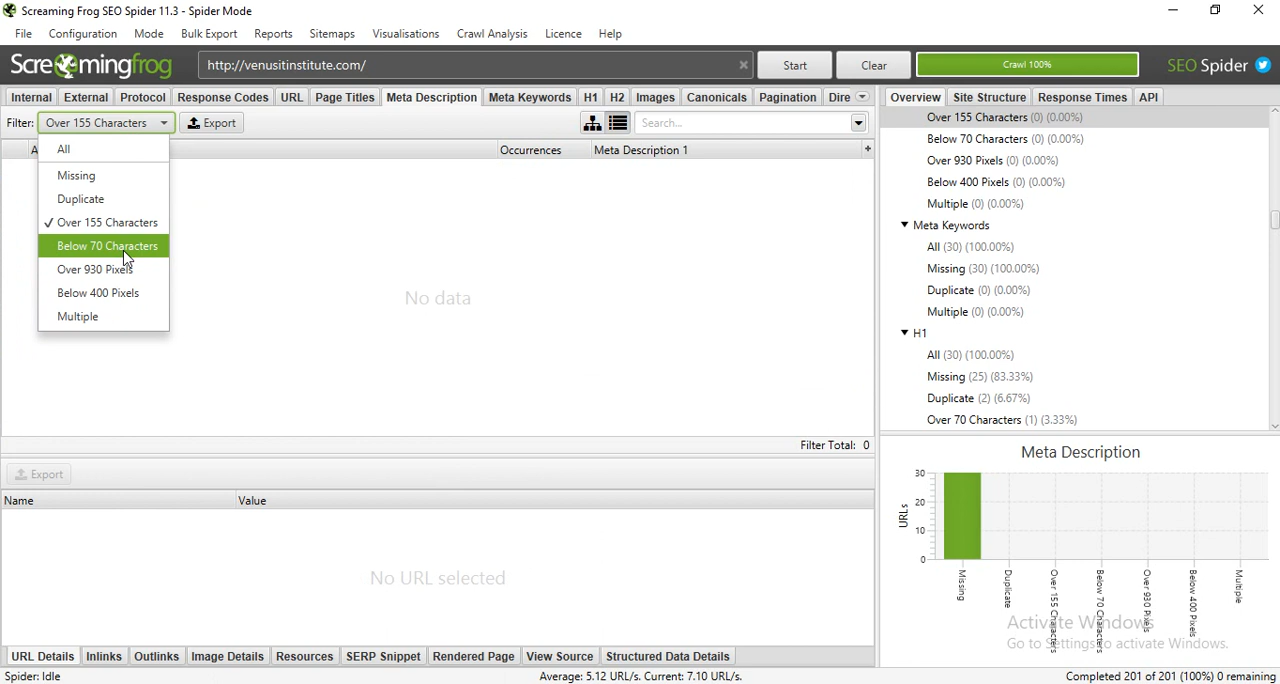 Screaming Frog SEO Spider 11.3 - Spider Mode
File Configuration Mode Bulk Export Reports Sitemaps Visualisations Crawl Analysis Licence Help
Screamingfrog http://venusitinstitute.com/ Start Clear Crawl 100% SEO Spider
Internal External Protocol Response Codes URL Page Titles Meta Description Meta Keywords H1 H2 Images Canonicals Pagination Dire
Filter: Over 155 Characters Export Search...
A Occurrences Meta Description 1 +
All
Missing
Duplicate
✓ Over 155 Characters
Below 70 Characters
Over 930 Pixels
Below 400 Pixels
Multiple
No data
Filter Total: 0
Export
Name Value
No URL selected
URL Details Inlinks Outlinks Image Details Resources SERP Snippet Rendered Page View Source Structured Data Details
Overview Site Structure Response Times API
Over 155 Characters (0) (0.00%)
Below 70 Characters (0) (0.00%)
Over 930 Pixels (0) (0.00%)
Below 400 Pixels (0) (0.00%)
Multiple (0) (0.00%)
Meta Keywords
All (30) (100.00%)
Missing (30) (100.00%)
Duplicate (0) (0.00%)
Multiple (0) (0.00%)
H1
All (30) (100.00%)
Missing (25) (83.33%)
Duplicate (2) (6.67%)
Over 70 Characters (1) (3.33%)
Meta Description
30
20
10
0
URLs
Missing
Duplicate
Over 155 Characters
Below 70 Characters
Over 930 Pixels
Below 400 Pixels
Multiple
Activate Windows
Go to Settings to activate Windows.
Spider: Idle Average: 5.12 URL/s. Current: 7.10 URL/s. Completed 201 of 201 (100%) 0 remaining